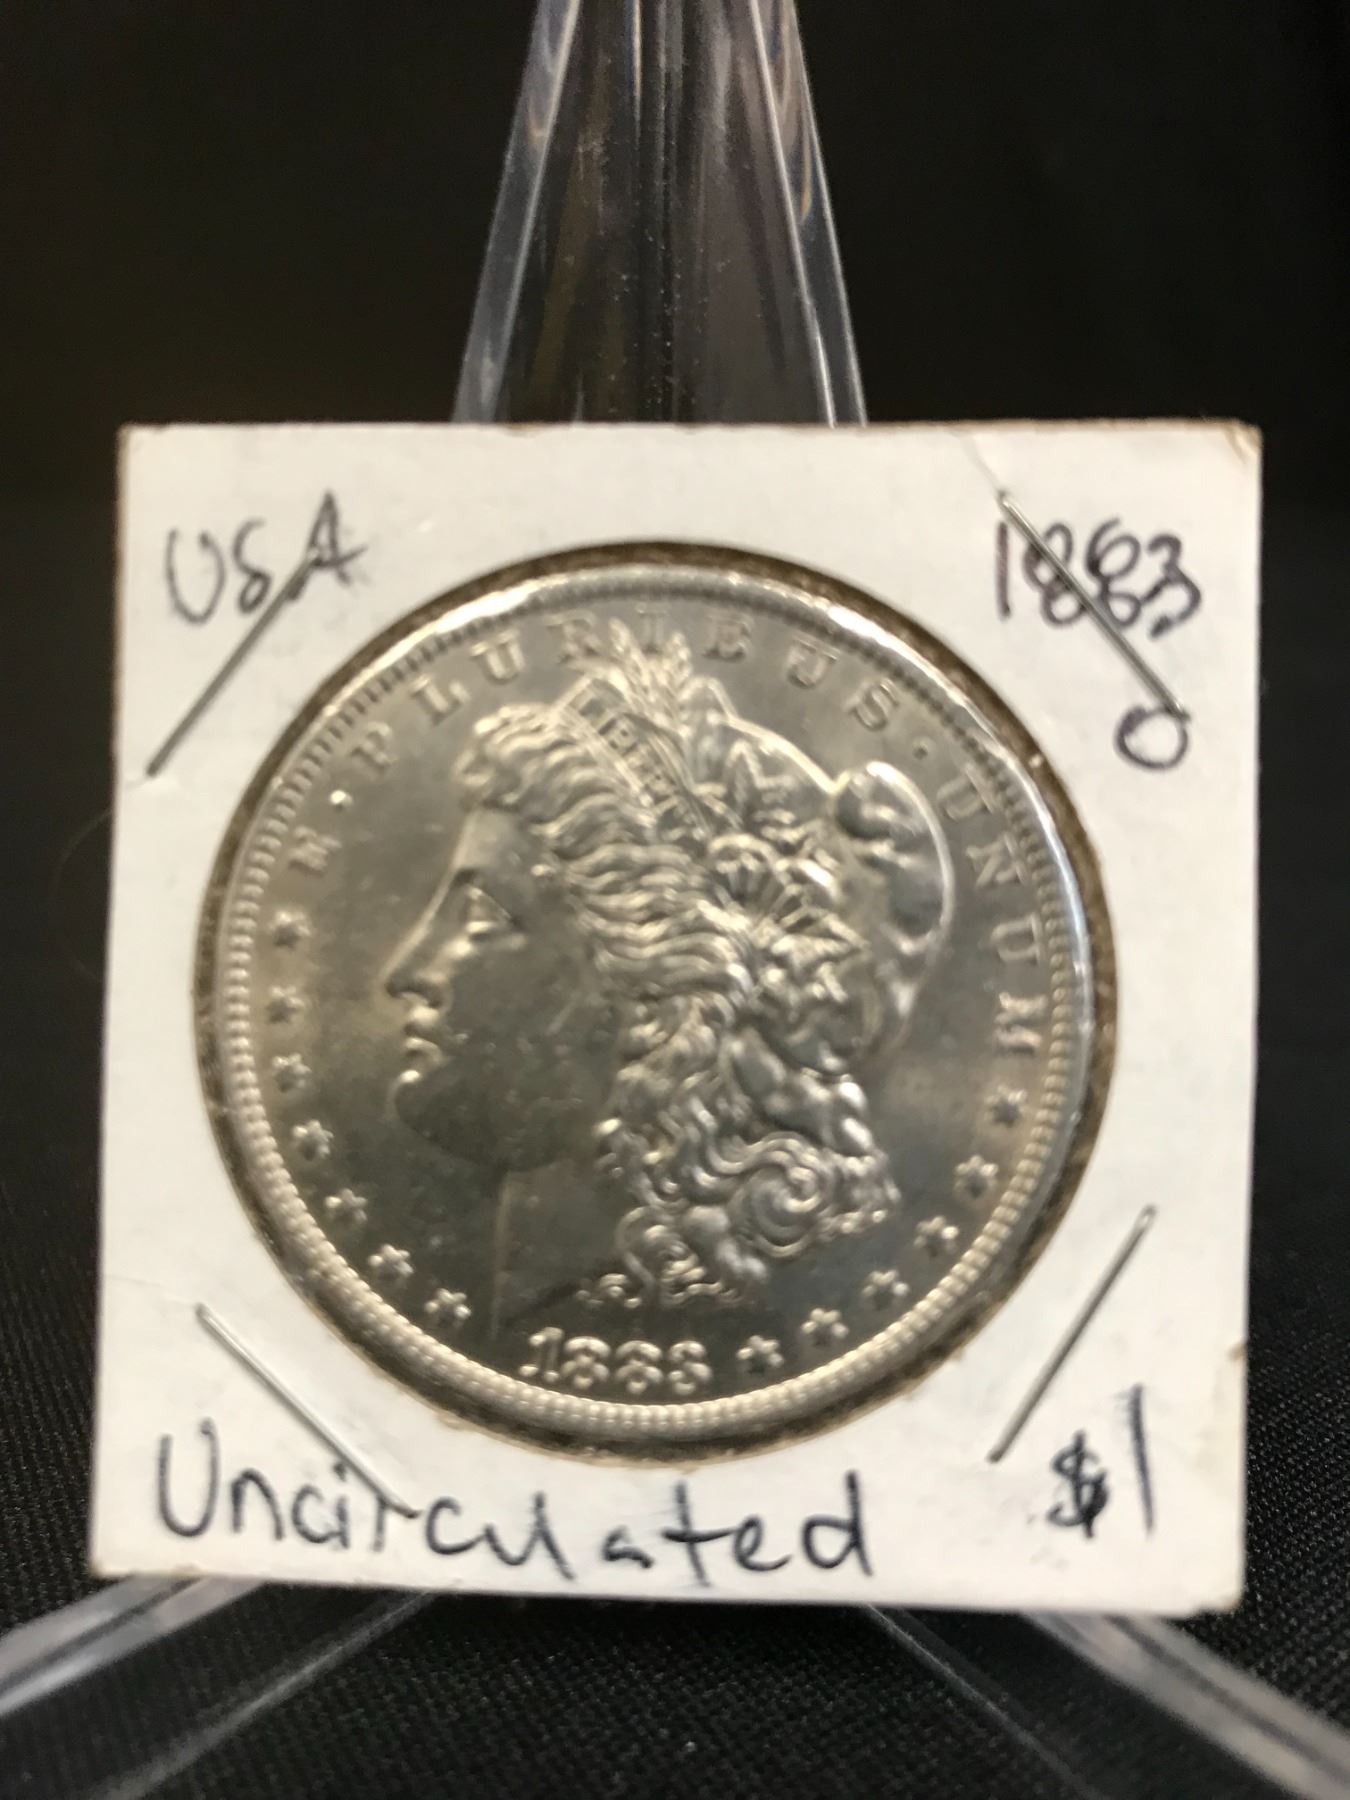 USA
1883
O
E · PLURIBUS · UNUM
LIBERTY
1883
Uncirculated
$1